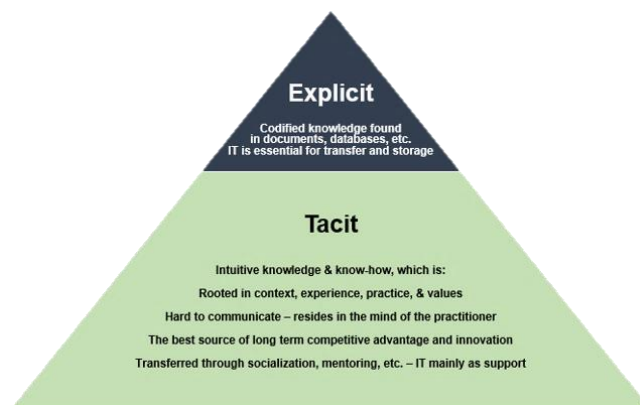 Explicit
Codified knowledge found
in documents, databases, etc.
IT is essential for transfer and storage
Tacit
Intuitive knowledge & know-how, which is:
Rooted in context, experience, practice, & values
Hard to communicate – resides in the mind of the practitioner
The best source of long term competitive advantage and innovation
Transferred through socialization, mentoring, etc. – IT mainly as support